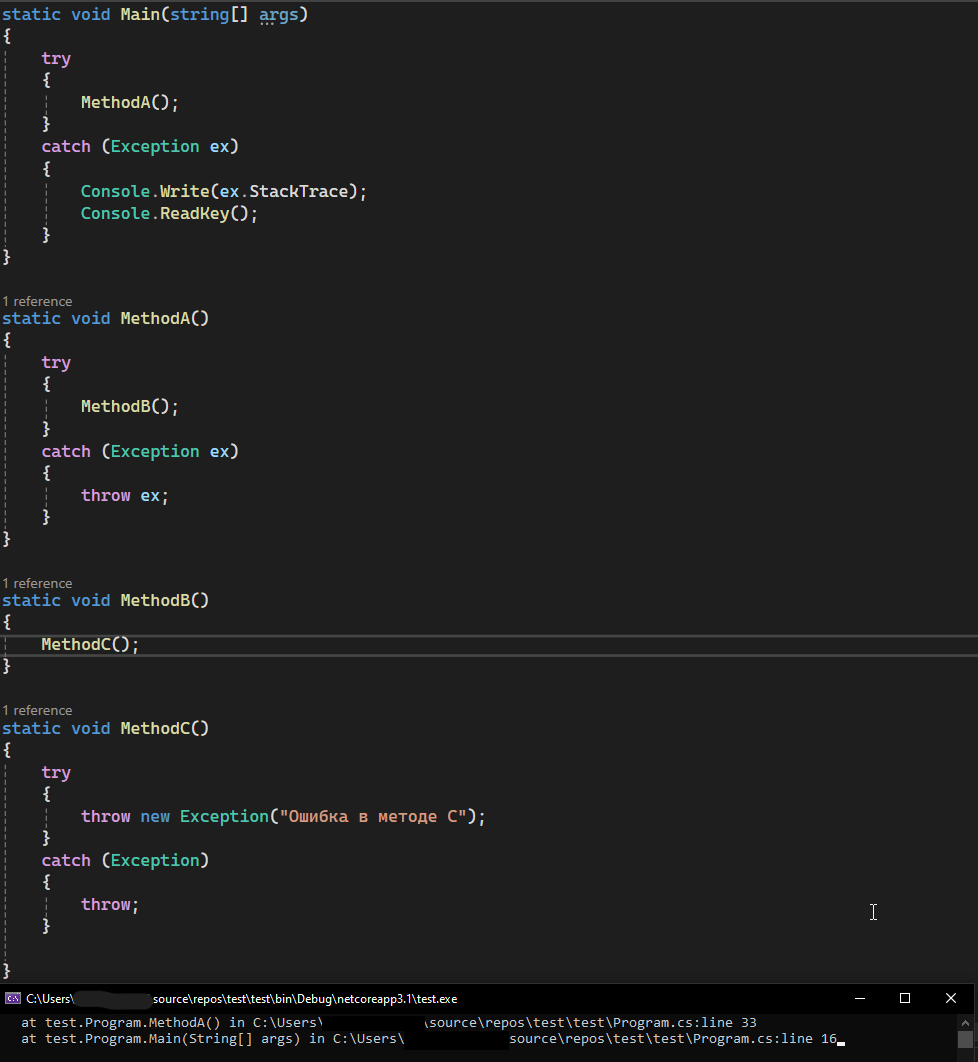 static void Main(string[] args)
{
try
{
MethodA();
}
catch (Exception ex)
{
Console.Write(ex.StackTrace);
Console.ReadKey();
}
}
1 reference
static void MethodA()
{
try
{
MethodB();
}
catch (Exception ex)
{
throw ex;
}
}
1 reference
static void MethodB()
{
MethodC();
}
1 reference
static void MethodC()
{
try
{
throw new Exception("Ошибка в методе С");
}
catch (Exception)
{
throw;
}
}
C:\Users\ source\repos\test\test\bin\Debug\netcoreapp3.1\test.exe
at test.Program.MethodA() in C:\Users\ \source\repos\test\test\Program.cs:line 33
at test.Program.Main(String[] args) in C:\Users\ source\repos\test\test\Program.cs:line 16